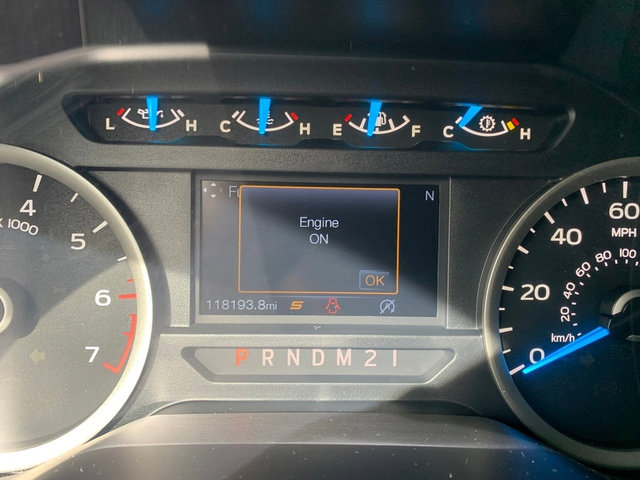 L H C H E F C H
F N
Engine
ON
OK
118193.8mi
P R N D M 2 1
4
X 1000
5
6
7
60
MPH
40
20
0
100
80
60
40
20
km/h